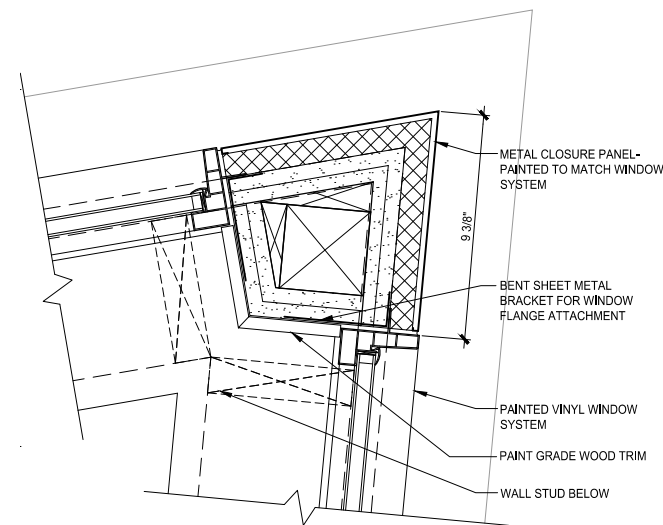 METAL CLOSURE PANEL-
PAINTED TO MATCH WINDOW
SYSTEM
9 3/8"
BENT SHEET METAL
BRACKET FOR WINDOW
FLANGE ATTACHMENT
PAINTED VINYL WINDOW
SYSTEM
PAINT GRADE WOOD TRIM
WALL STUD BELOW